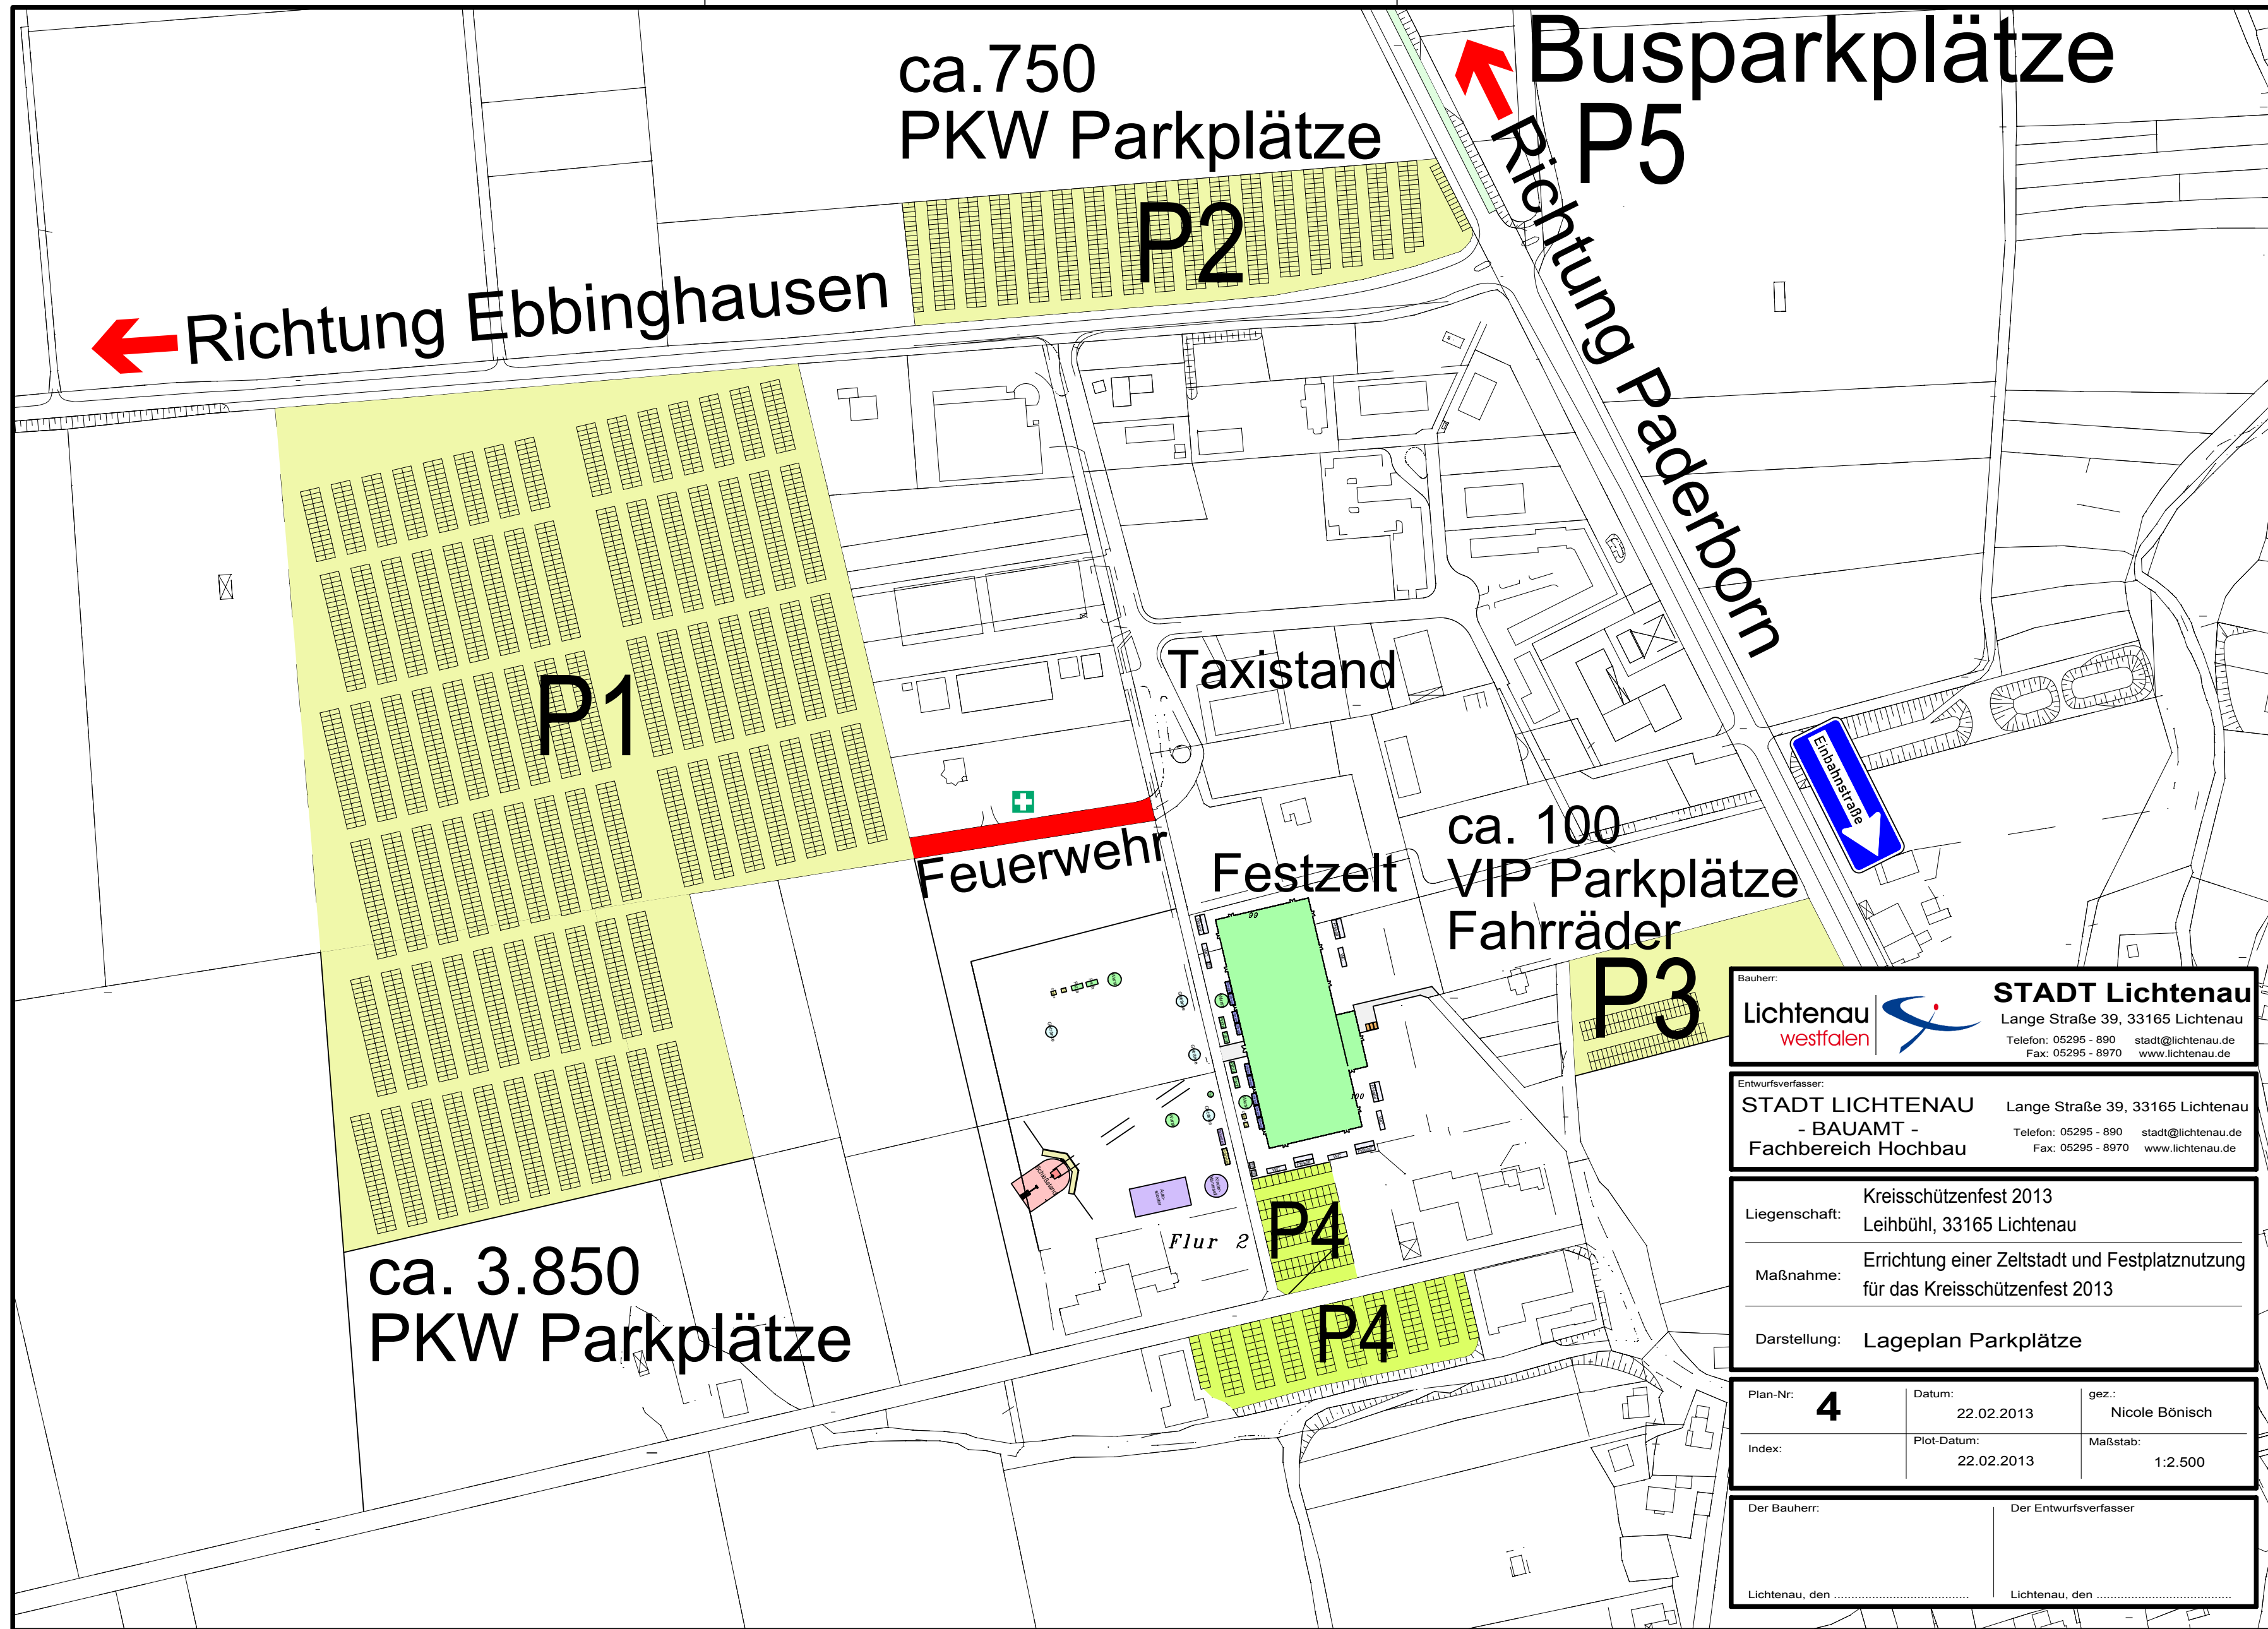 ca.750
PKW Parkplätze
Busparkplätze
P5
P2
Richtung Ebbinghausen
Richtung Paderborn
P1
Taxistand
Einbahnstraße
Feuerwehr
Festzelt
ca. 100
VIP Parkplätze
Fahrräder
P3
100
Flur 2
P4
P4
ca. 3.850
PKW Parkplätze
Bauherr:
Lichtenau
westfalen
STADT Lichtenau
Lange Straße 39, 33165 Lichtenau
Telefon: 05295 - 890 stadt@lichtenau.de
Fax: 05295 - 8970 www.lichtenau.de
Entwurfsverfasser:
STADT LICHTENAU
- BAUAMT -
Fachbereich Hochbau
Lange Straße 39, 33165 Lichtenau
Telefon: 05295 - 890 stadt@lichtenau.de
Fax: 05295 - 8970 www.lichtenau.de
Liegenschaft:
Kreisschützenfest 2013
Leihbühl, 33165 Lichtenau
Maßnahme:
Errichtung einer Zeltstadt und Festplatznutzung
für das Kreisschützenfest 2013
Darstellung: Lageplan Parkplätze
Plan-Nr: 4
Datum:
22.02.2013
gez.:
Nicole Bönisch
Index:
Plot-Datum:
22.02.2013
Maßstab:
1:2.500
Der Bauherr:
Der Entwurfsverfasser
Lichtenau, den ....................................
Lichtenau, den ....................................